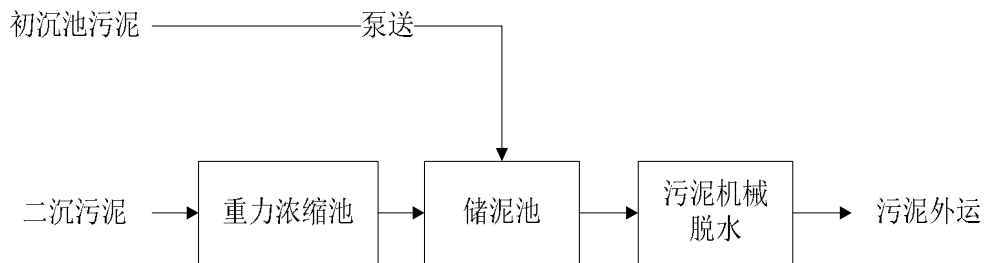 初沉池污泥
泵送
二沉污泥
重力浓缩池
储泥池
污泥机械
脱水
污泥外运